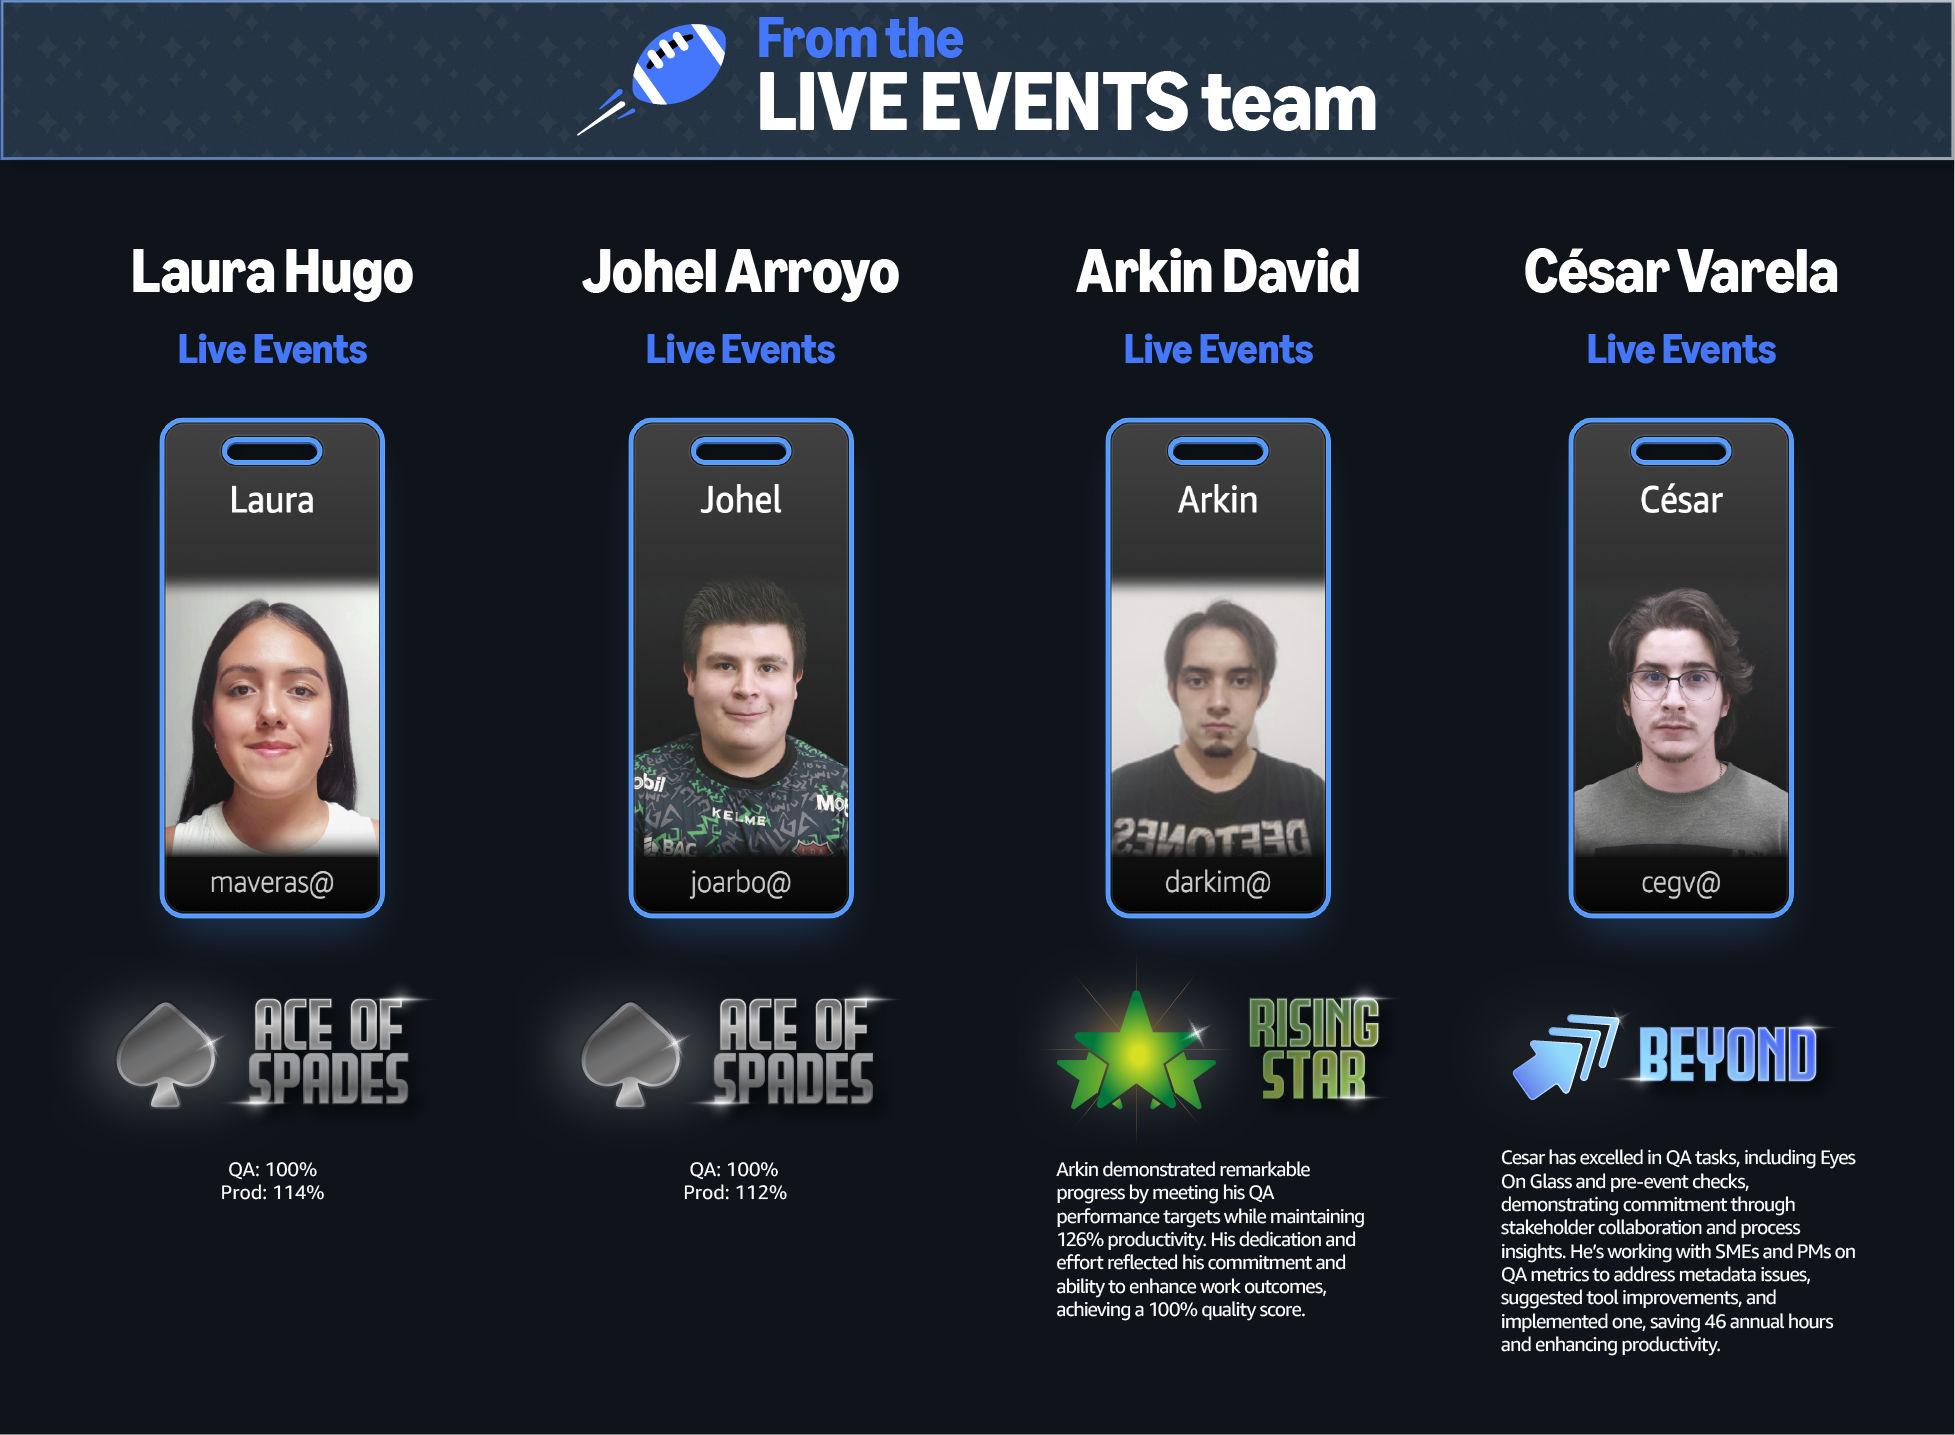 From the
LIVE EVENTS team
Laura Hugo
Live Events
Laura
maveras@
ACE OF
SPADES
QA: 100%
Prod: 114%
Johel Arroyo
Live Events
Johel
obil
KELME
BAC
joarbo@
ACE OF
SPADES
QA: 100%
Prod: 112%
Arkin David
Live Events
Arkin
DEFTONES
darkim@
RISING
STAR
Arkin demonstrated remarkable
progress by meeting his QA
performance targets while maintaining
126% productivity. His dedication and
effort reflected his commitment and
ability to enhance work outcomes,
achieving a 100% quality score.
César Varela
Live Events
César
cegv@
BEYOND
Cesar has excelled in QA tasks, including Eyes
On Glass and pre-event checks,
demonstrating commitment through
stakeholder collaboration and process
insights. He's working with SMEs and PMs on
QA metrics to address metadata issues,
suggested tool improvements, and
implemented one, saving 46 annual hours
and enhancing productivity.